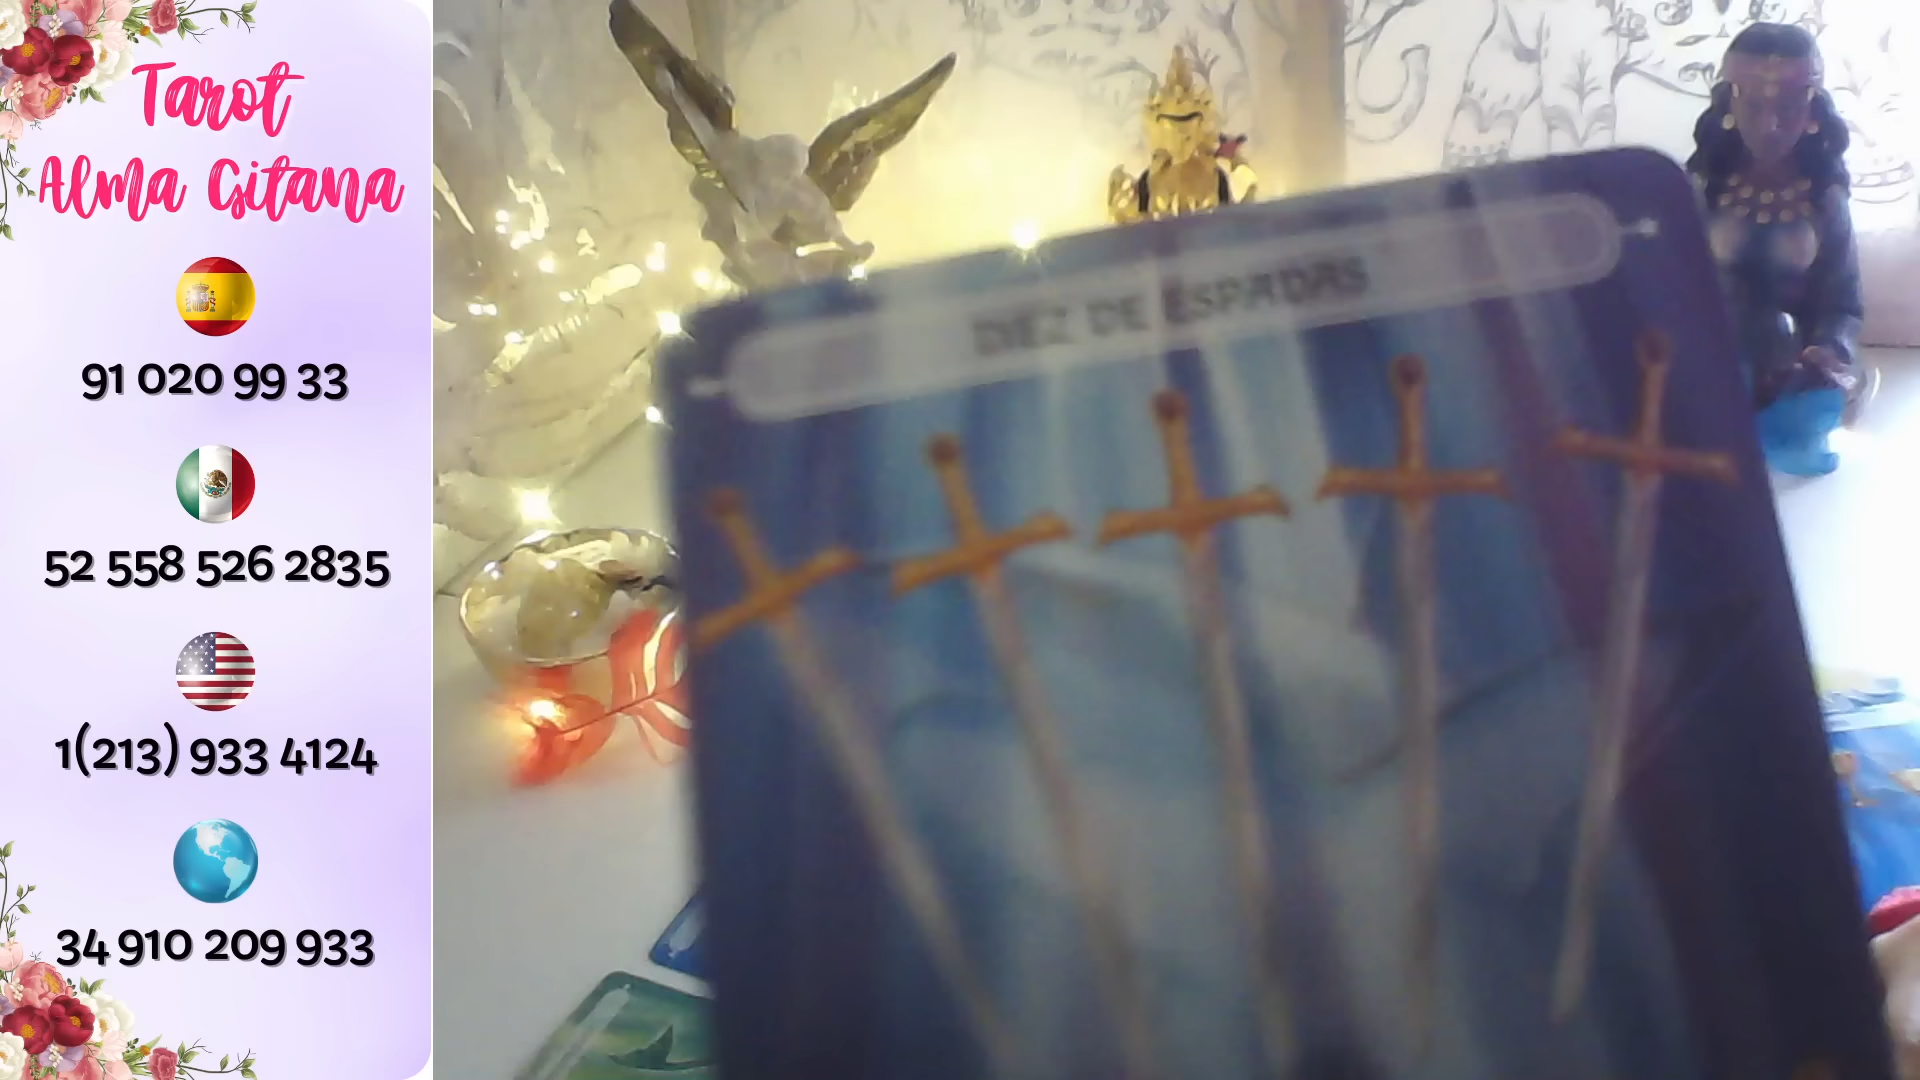 Tarot
Alma Gitana
91 020 99 33
52 558 526 2835
1(213) 933 4124
34 910 209 933
DIEZ DE ESPADAS